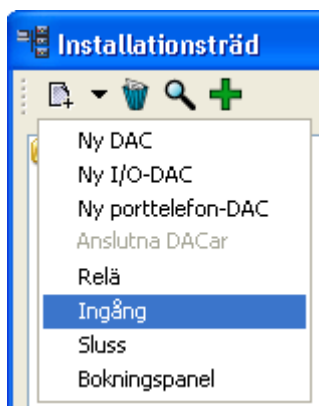 Installationsträd
Ny DAC
Ny I/O-DAC
Ny porttelefon-DAC
Anslutna DACar
Relä
Ingång
Sluss
Bokningspanel